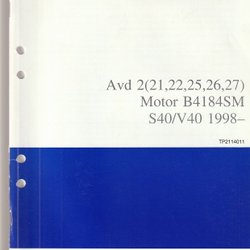 Avd 2(21,22,25,26,27)
Motor B4184SM
S40/V40 1998–
TP2114011